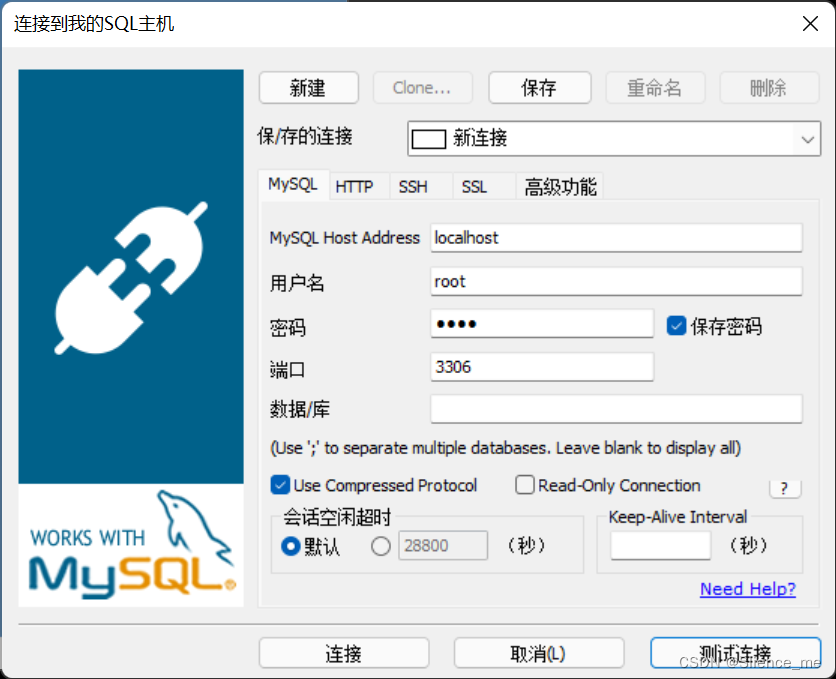 连接到我的SQL主机
新建 Clone... 保存 重命名 删除
保/存的连接 新连接
MySQL HTTP SSH SSL 高级功能
MySQL Host Address localhost
用户名 root
密码 保存密码
端口 3306
数据/库
(Use ';' to separate multiple databases. Leave blank to display all)
Use Compressed Protocol Read-Only Connection ?
会话空闲超时 Keep-Alive Interval
默认 28800 （秒） （秒）
Need Help?
WORKS WITH
MySQL®
连接 取消(L) 测试连接
CSDN @Silence_me